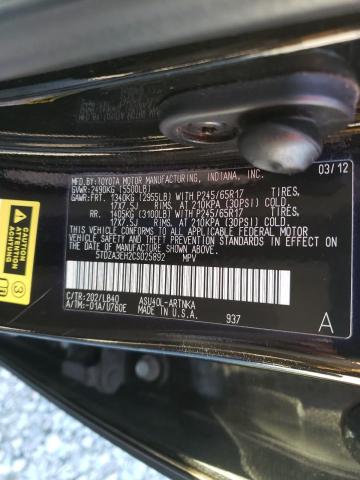 MFD.BY:TOYOTA MOTOR MANUFACTURING, INDIANA, INC. 03/12
GVWR:2490KG(5500LB)
GAWR:FRT. 1340KG(2955LB)WITH P245/65R17 TIRES,
17X7.5J RIMS, AT 210KPA(30PSI) COLD.
RR. 1405KG(3100LB)WITH P245/65R17 TIRES,
17X7.5J RIMS, AT 210KPA(30PSI) COLD.
THIS VEHICLE CONFORMS TO ALL APPLICABLE FEDERAL MOTOR
VEHICLE SAFETY AND THEFT PREVENTION STANDARDS IN
EFFECT ON THE DATE OF MANUFACTURE SHOWN ABOVE.
5TDZA3EH2CS025892 MPV
C/TR:202/LB40 ASU40L-ARTNKA
A/TM:-01A/U760E MADE IN U.S.A.
937
A
ATTENTION